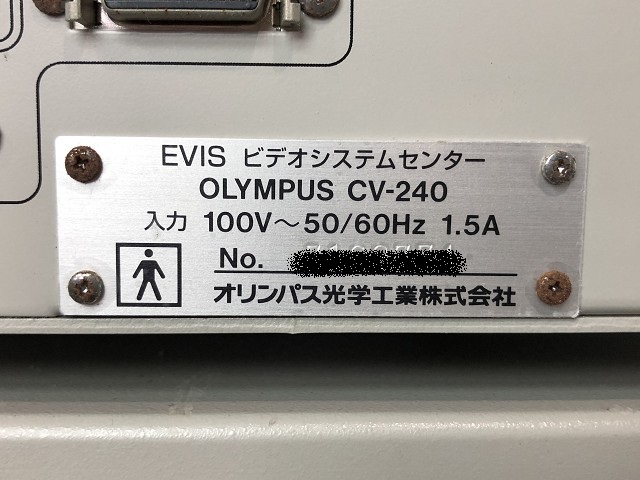 EVIS ビデオシステムセンター
OLYMPUS CV-240
入力 100V～50/60Hz 1.5A
No.
オリンパス光学工業株式会社